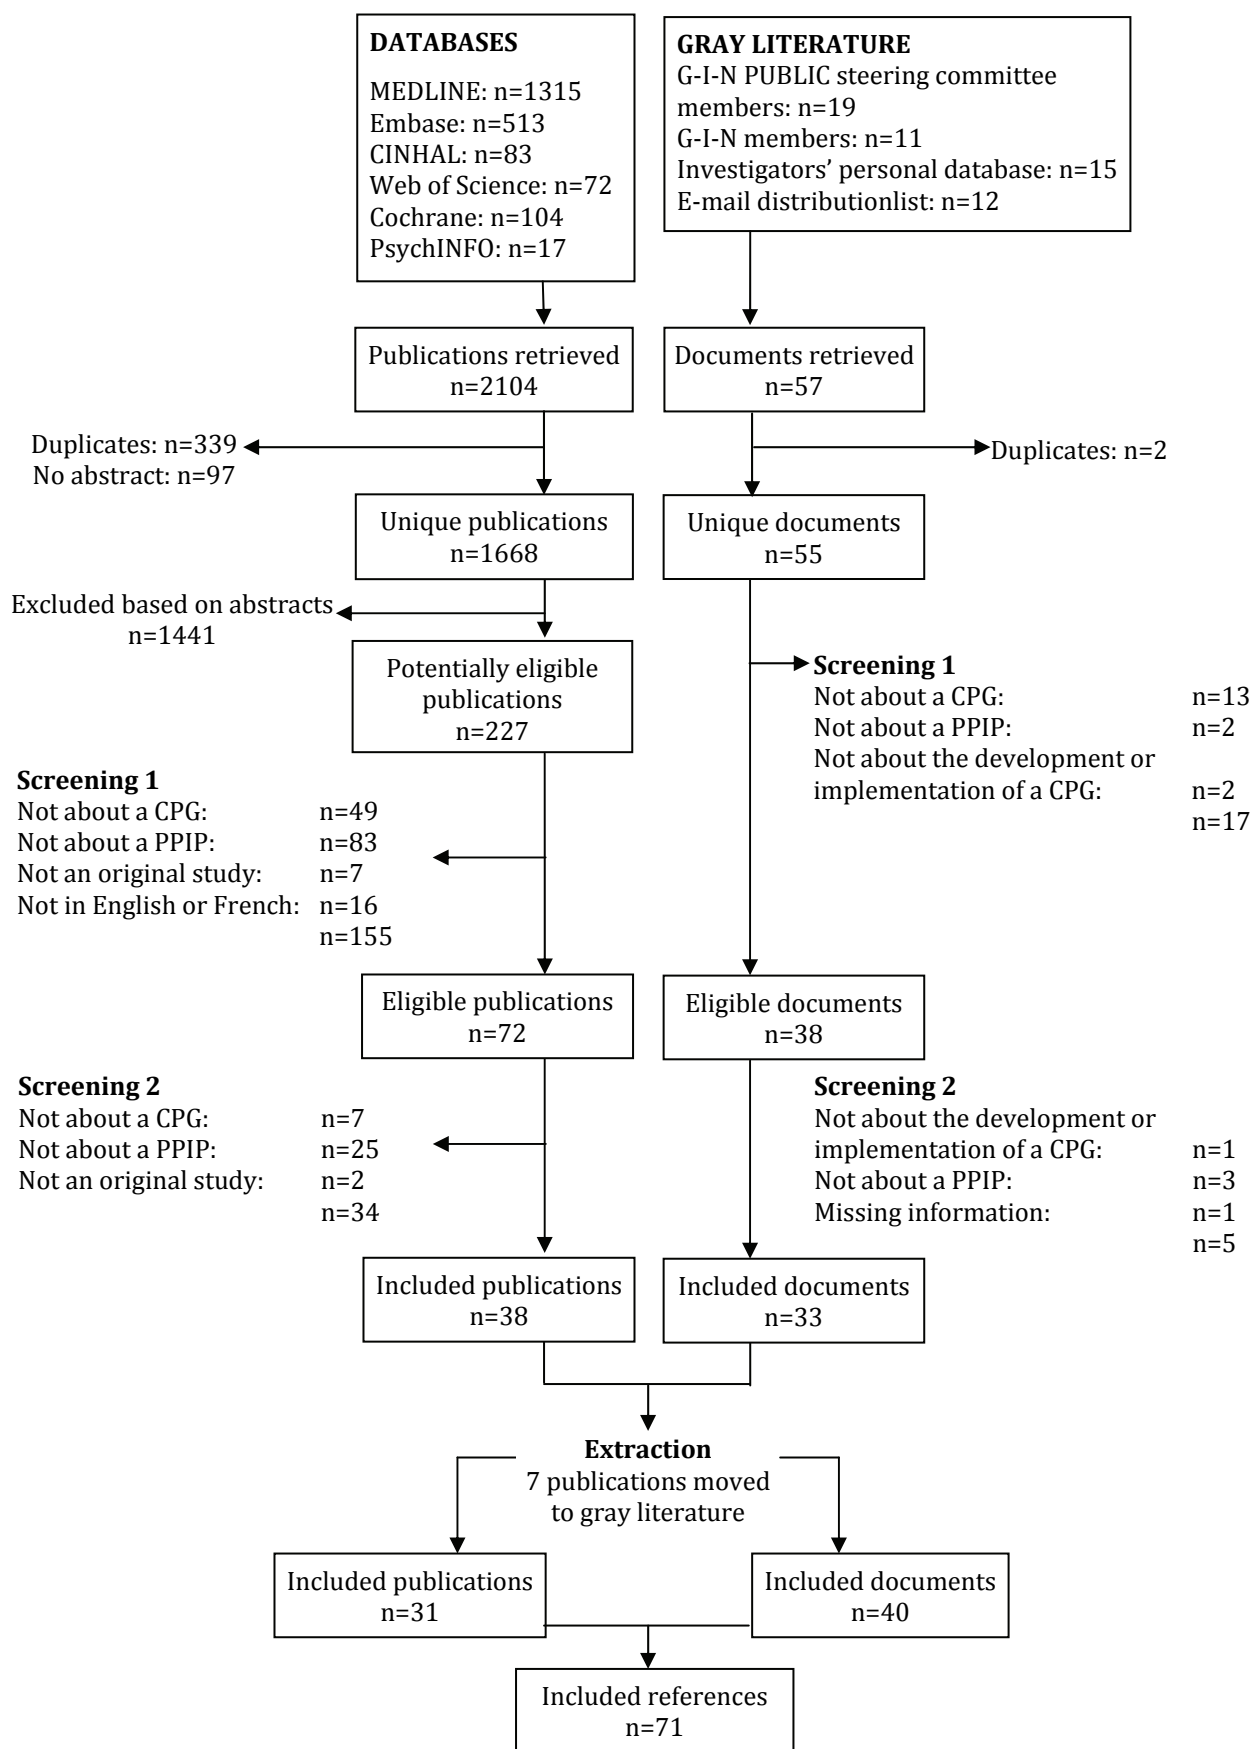 DATABASES
MEDLINE: n=1315
Embase: n=513
CINHAL: n=83
Web of Science: n=72
Cochrane: n=104
PsychINFO: n=17
GRAY LITERATURE
G-I-N PUBLIC steering committee
members: n=19
G-I-N members: n=11
Investigators’ personal database: n=15
E-mail distributionlist: n=12
Publications retrieved
n=2104
Documents retrieved
n=57
Duplicates: n=339
No abstract: n=97
Duplicates: n=2
Unique publications
n=1668
Unique documents
n=55
Excluded based on abstracts
n=1441
Potentially eligible
publications
n=227
Screening 1
Not about a CPG: n=13
Not about a PPIP: n=2
Not about the development or
implementation of a CPG: n=2
n=17
Screening 1
Not about a CPG: n=49
Not about a PPIP: n=83
Not an original study: n=7
Not in English or French: n=16
n=155
Eligible publications
n=72
Eligible documents
n=38
Screening 2
Not about a CPG: n=7
Not about a PPIP: n=25
Not an original study: n=2
n=34
Screening 2
Not about the development or
implementation of a CPG: n=1
Not about a PPIP: n=3
Missing information: n=1
n=5
Included publications
n=38
Included documents
n=33
Extraction
7 publications moved
to gray literature
Included publications
n=31
Included documents
n=40
Included references
n=71